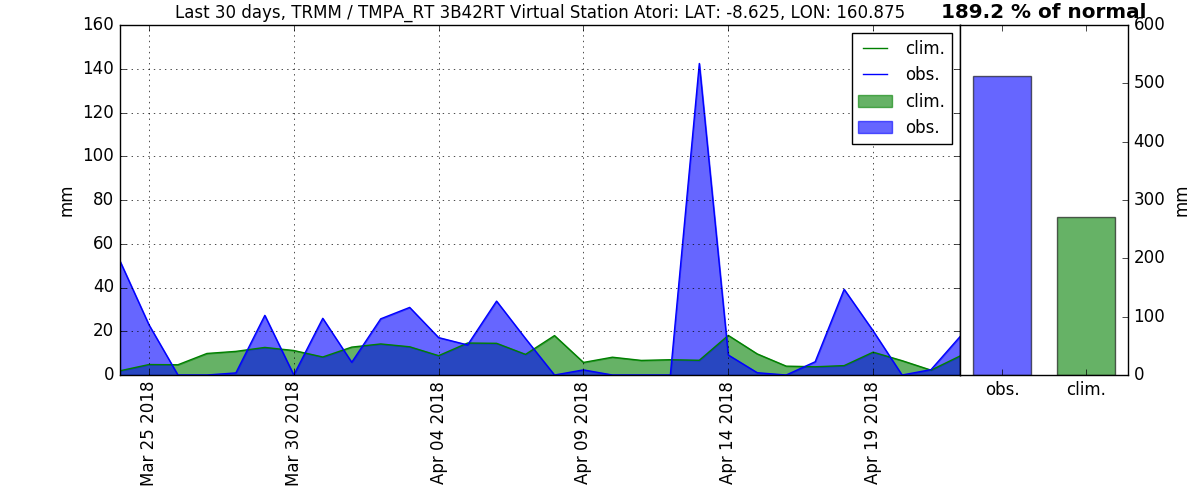 Last 30 days, TRMM / TMPA_RT 3B42RT Virtual Station Atori: LAT: -8.625, LON: 160.875
189.2 % of normal
160
140
120
100
80
60
40
20
0
mm
clim.
obs.
clim.
obs.
Mar 25 2018
Mar 30 2018
Apr 04 2018
Apr 09 2018
Apr 14 2018
Apr 19 2018
600
500
400
300
200
100
0
mm
obs.
clim.